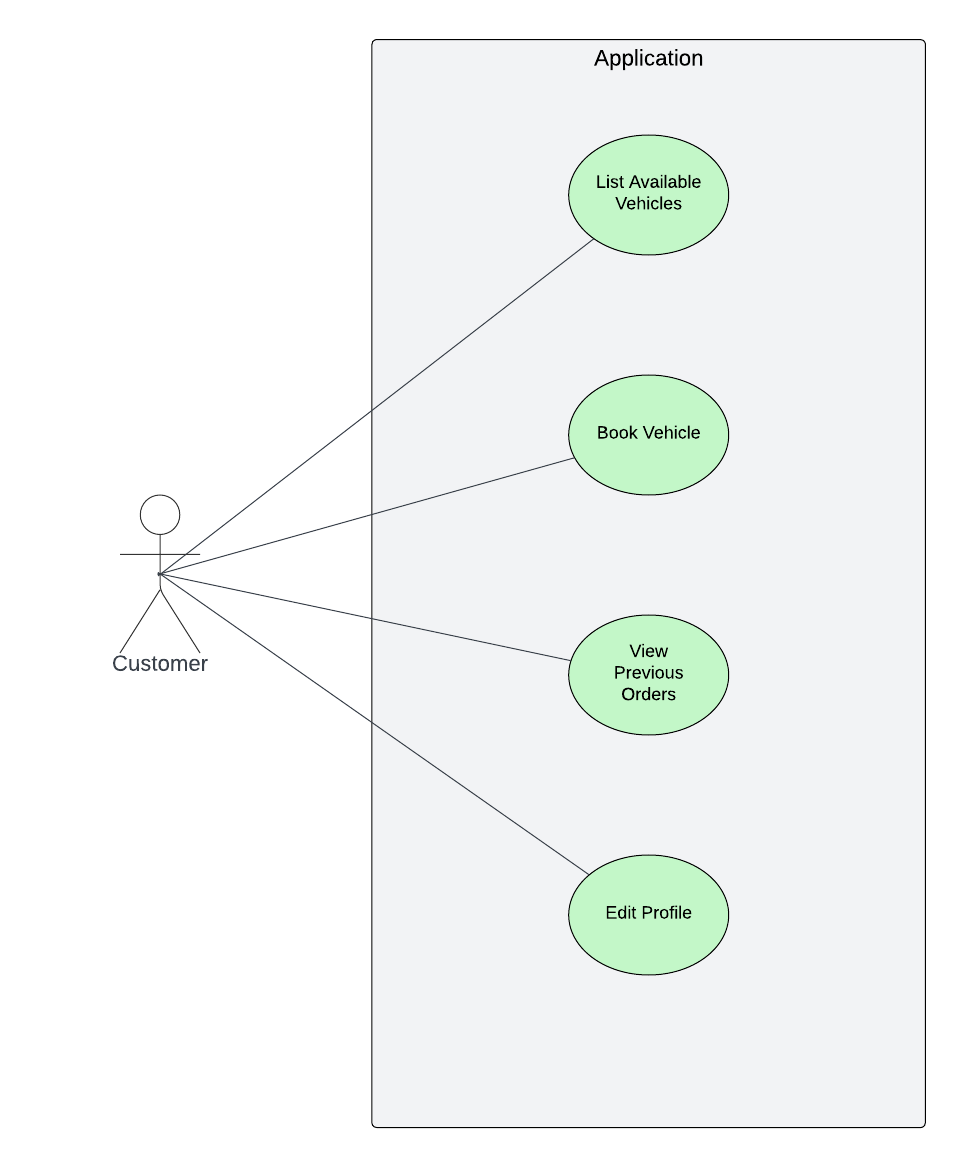 Application
List Available
Vehicles
Book Vehicle
View
Previous
Orders
Customer
Edit Profile